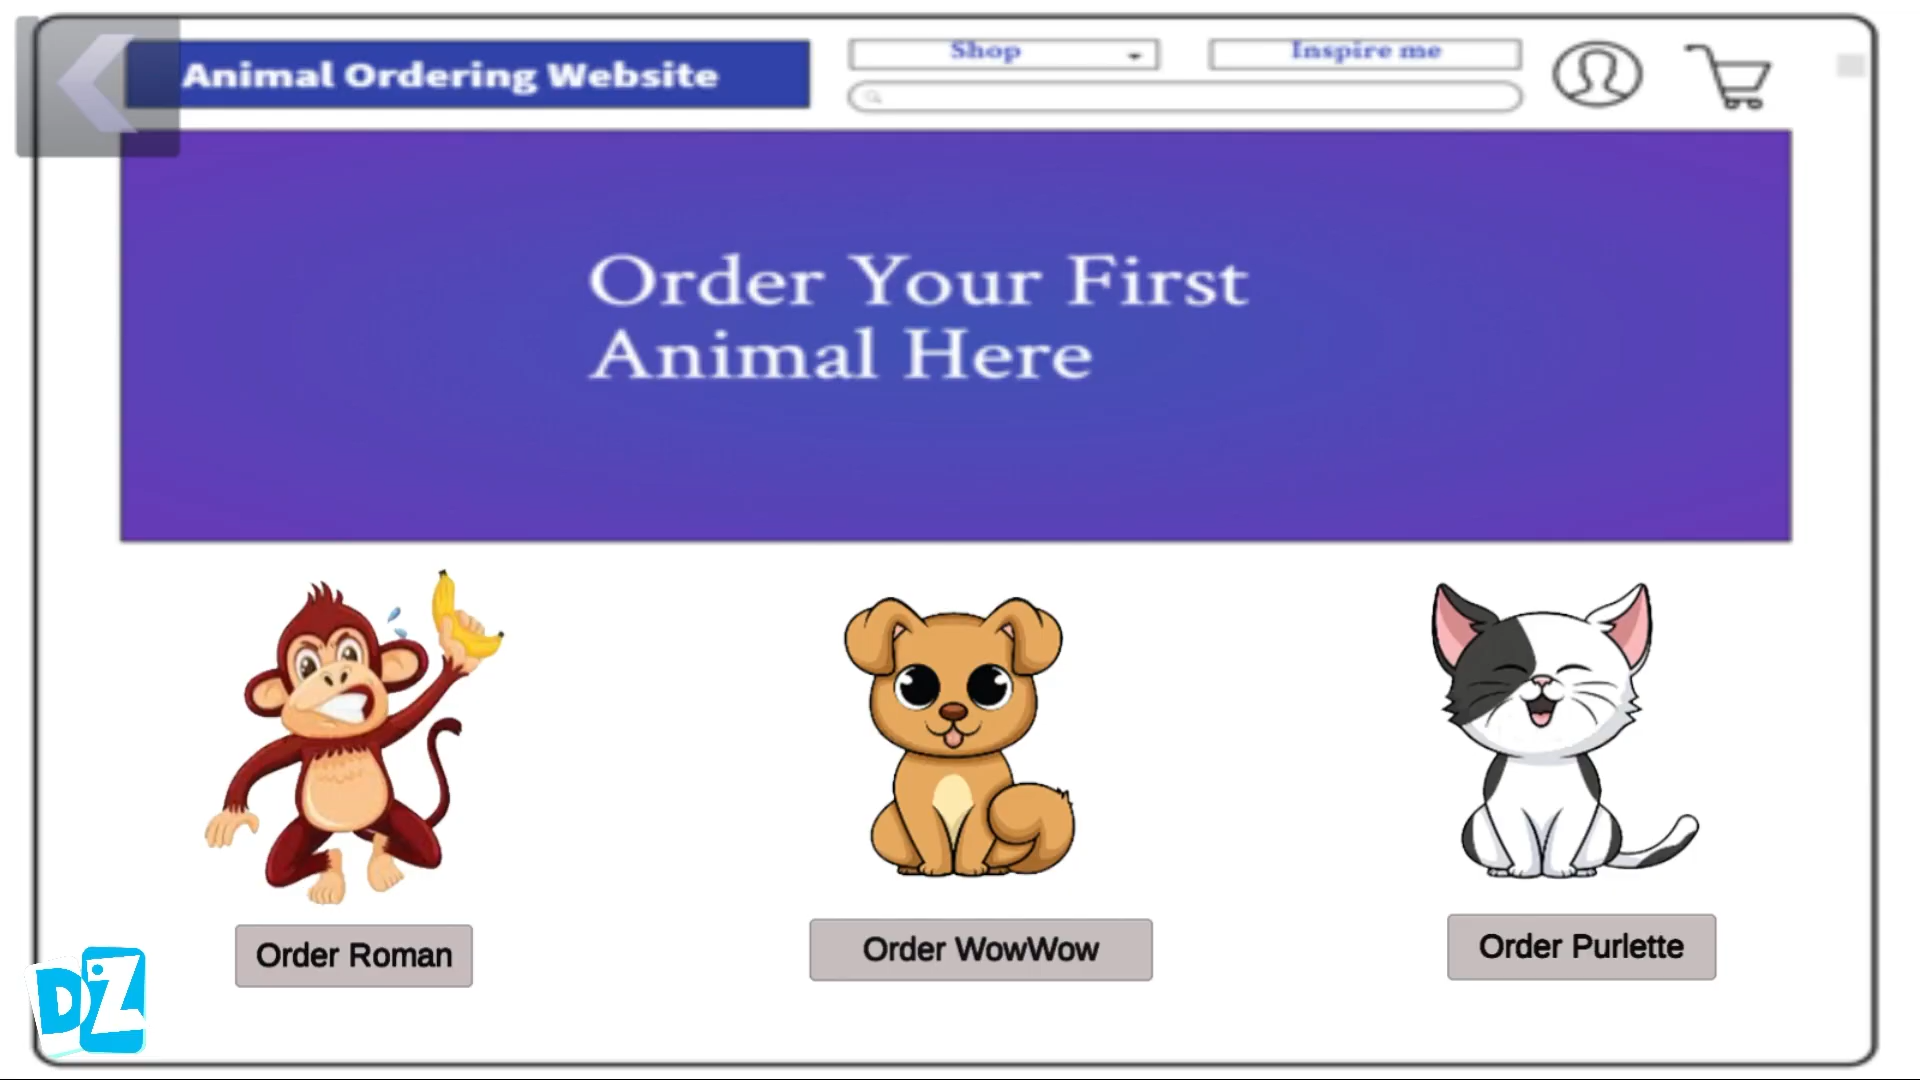 Animal Ordering Website
Shop
Inspire me
Order Your First
Animal Here
Order Roman
Order WowWow
Order Purlette
DZ